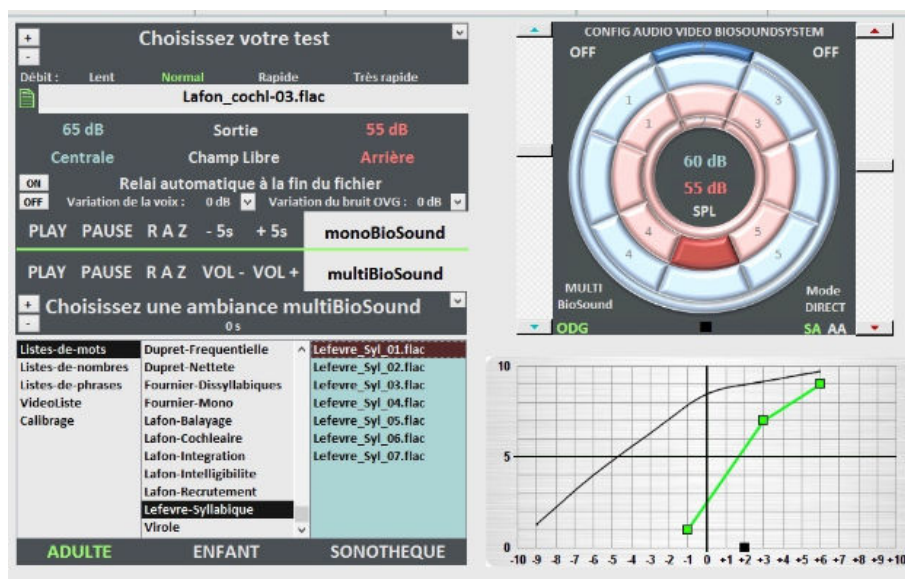 + Choisissez votre test
-
Débit : Lent Normal Rapide Très rapide
Lafon_cochl-03.flac
65 dB Sortie 55 dB
Centrale Champ Libre Arrière
ON Relai automatique à la fin du fichier
OFF Variation de la voix : 0 dB Variation du bruit OVG : 0 dB
PLAY PAUSE R A Z - 5s + 5s monoBioSound
PLAY PAUSE R A Z VOL - VOL + multiBioSound
+ Choisissez une ambiance multiBioSound
- 0 s
Listes-de-mots
Listes-de-nombres
Listes-de-phrases
VideoListe
Calibrage
Dupret-Frequentielle
Dupret-Nettete
Fournier-Dissyllabiques
Fournier-Mono
Lafon-Balayage
Lafon-Cochleaire
Lafon-Integration
Lafon-Intelligibilite
Lafon-Recrutement
Lefevre-Syllabique
Virole
Lefevre_Syl_01.flac
Lefevre_Syl_02.flac
Lefevre_Syl_03.flac
Lefevre_Syl_04.flac
Lefevre_Syl_05.flac
Lefevre_Syl_06.flac
Lefevre_Syl_07.flac
ADULTE ENFANT SONOTHEQUE
CONFIG AUDIO VIDEO BIOSOUNDSYSTEM
OFF OFF
2
1 3
1 2 3
60 dB
55 dB
SPL
4 5
4 5
MULTI
BioSound
Mode
DIRECT
ODG SA AA
10
5
0
-10 -9 -8 -7 -6 -5 -4 -3 -2 -1 0 +1 +2 +3 +4 +5 +6 +7 +8 +9 +10